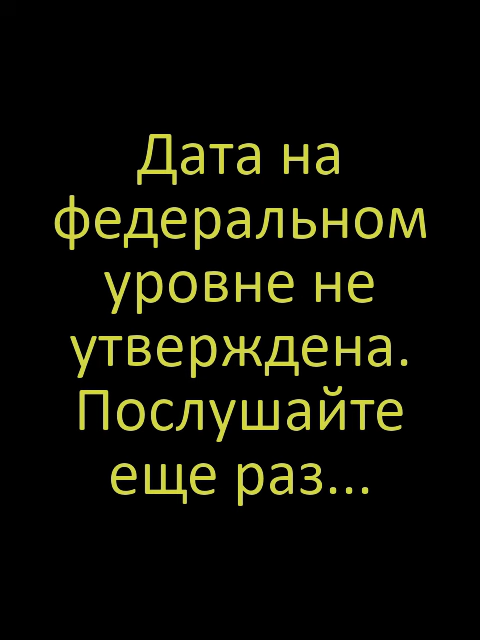 Дата на
федеральном
уровне не
утверждена.
Послушайте
еще раз...